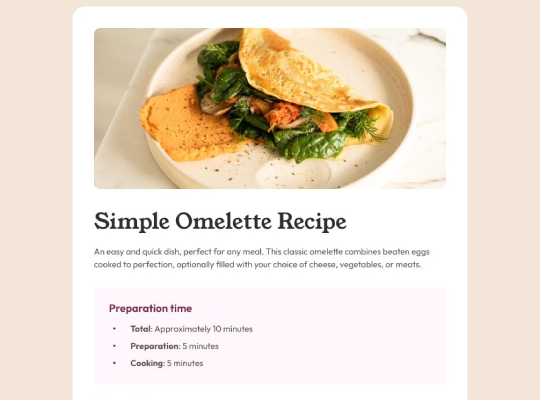 Simple Omelette Recipe
An easy and quick dish, perfect for any meal. This classic omelette combines beaten eggs
cooked to perfection, optionally filled with your choice of cheese, vegetables, or meats.
Preparation time
• Total: Approximately 10 minutes
• Preparation: 5 minutes
• Cooking: 5 minutes